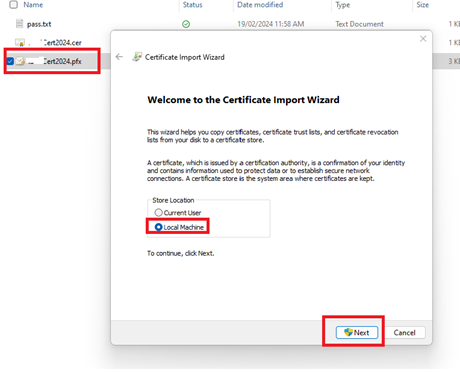 Name
Status
Date modified
Type
Size
pass.txt
19/02/2024 11:58 AM
Text Document
1 K
Cert2024.cer
1 K
Cert2024.pfx
3 K
Certificate Import Wizard
Welcome to the Certificate Import Wizard
This wizard helps you copy certificates, certificate trust lists, and certificate revocation
lists from your disk to a certificate store.
A certificate, which is issued by a certification authority, is a confirmation of your identity
and contains information used to protect data or to establish secure network
connections. A certificate store is the system area where certificates are kept.
Store Location
Current User
Local Machine
To continue, click Next.
Next
Cancel